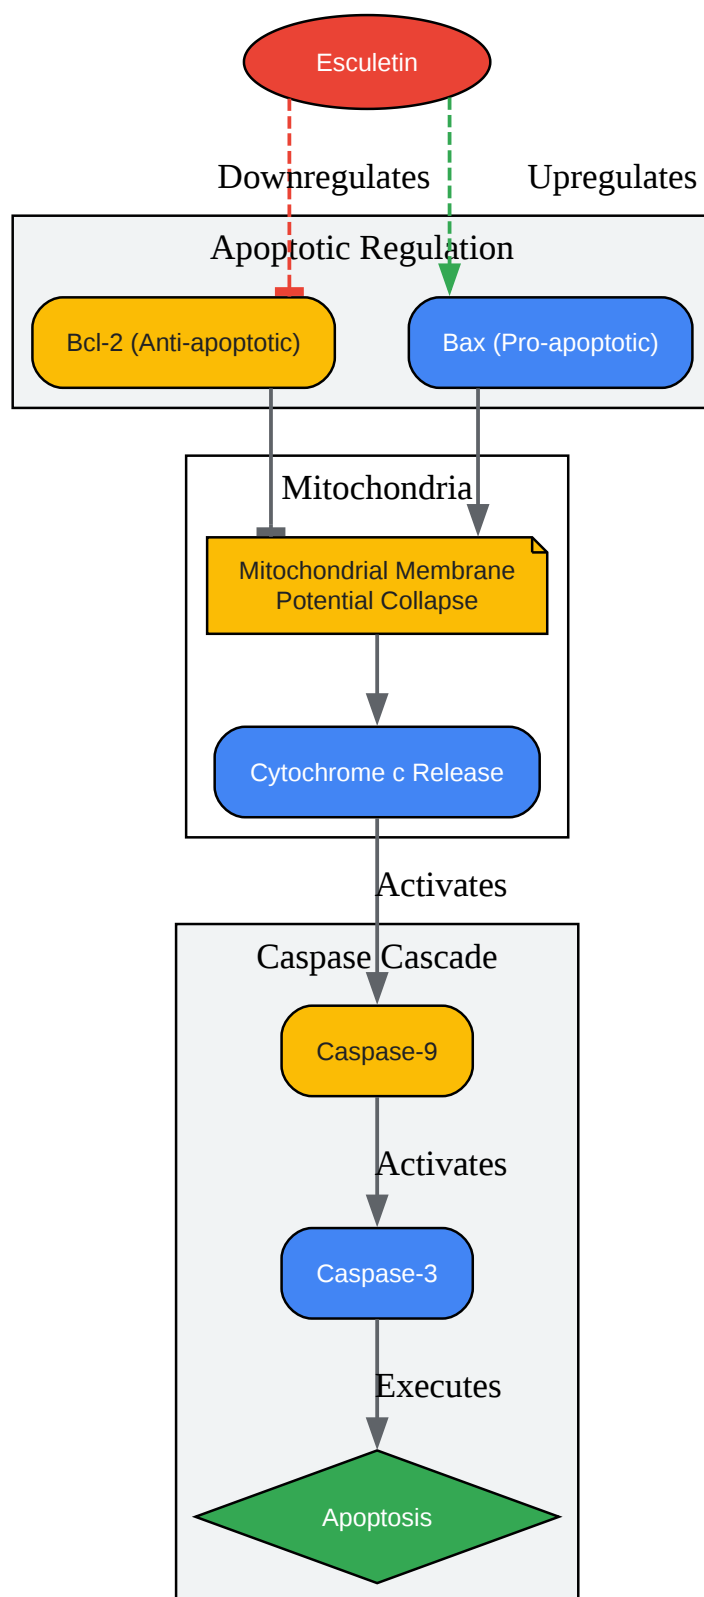 Esculetin
Downregulates
Upregulates
Apoptotic Regulation
Bcl-2 (Anti-apoptotic)
Bax (Pro-apoptotic)
Mitochondria
Mitochondrial Membrane
Potential Collapse
Cytochrome c Release
Activates
Caspase Cascade
Caspase-9
Activates
Caspase-3
Executes
Apoptosis